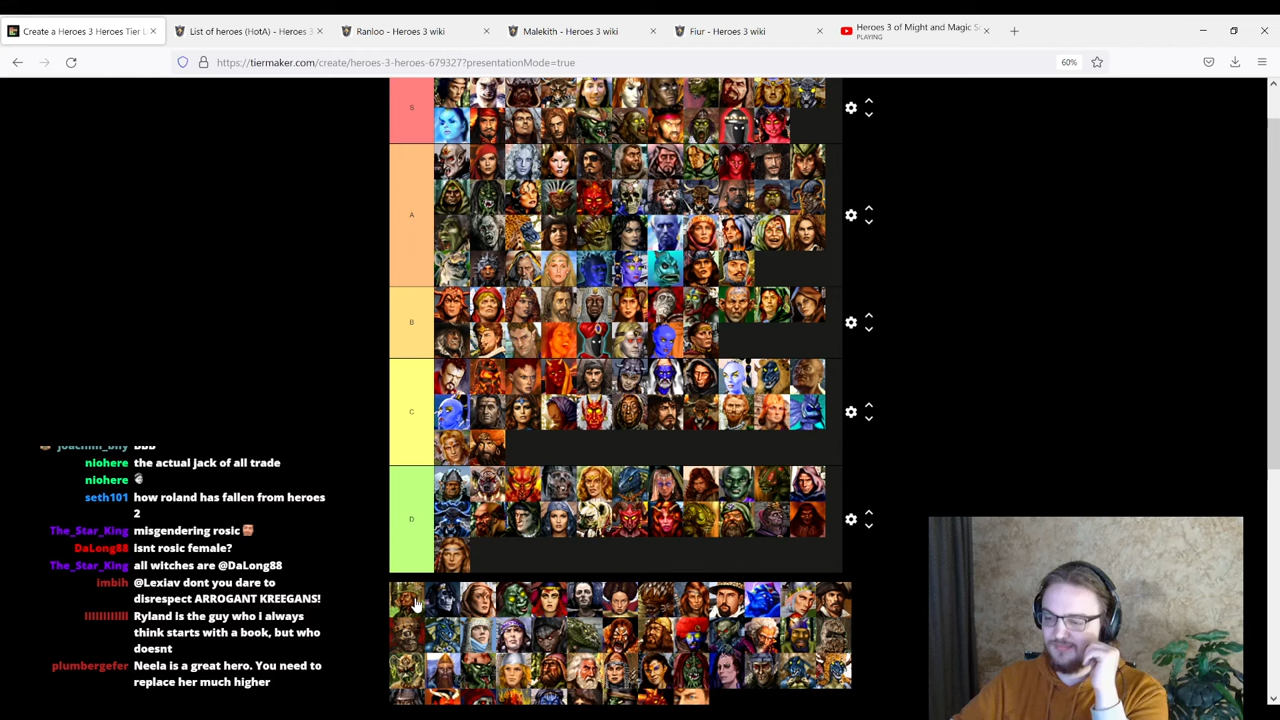 Create a Heroes 3 Heroes Tier L
List of heroes (HotA) - Heroes 3
Ranloo - Heroes 3 wiki
Malekith - Heroes 3 wiki
Fiur - Heroes 3 wiki
Heroes 3 of Might and Magic S
PLAYING
https://tiermaker.com/create/heroes-3-heroes-679327?presentationMode=true
60%
S
A
B
C
D
joachim_bily BBB
niohere the actual jack of all trade
niohere
seth101 how roland has fallen from heroes
2
The_Star_King misgendering rosic
DaLong88 Isnt rosic female?
The_Star_King all witches are @DaLong88
imbih @Lexiav dont you dare to
disrespect ARROGANT KREEGANS!
Ryland is the guy who i always
think starts with a book, but who
doesnt
plumbergefer Neela is a great hero. You need to
replace her much higher